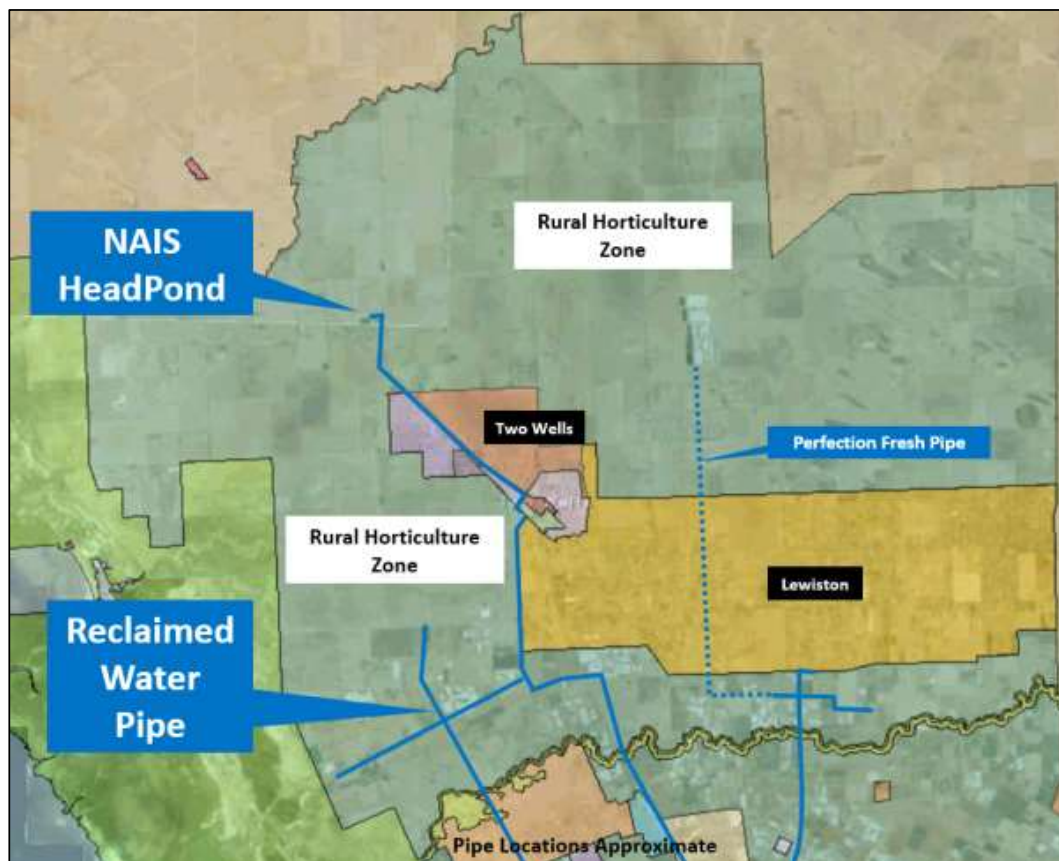 Rural Horticulture
Zone
NAIS
HeadPond
Two Wells
Perfection Fresh Pipe
Rural Horticulture
Zone
Lewiston
Reclaimed
Water
Pipe
Pipe Locations Approximate